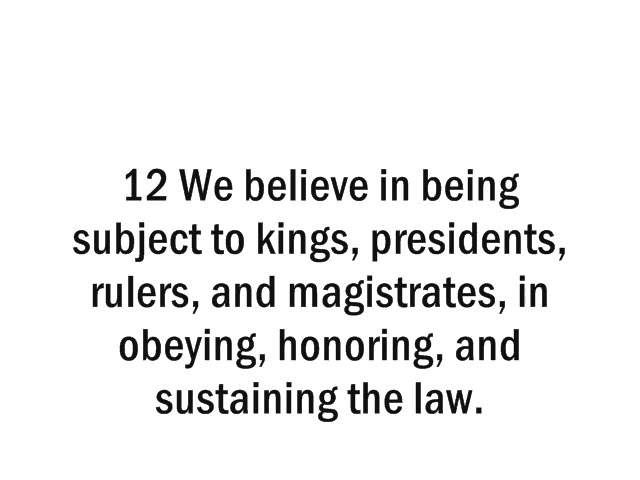 12 We believe in being
subject to kings, presidents,
rulers, and magistrates, in
obeying, honoring, and
sustaining the law.